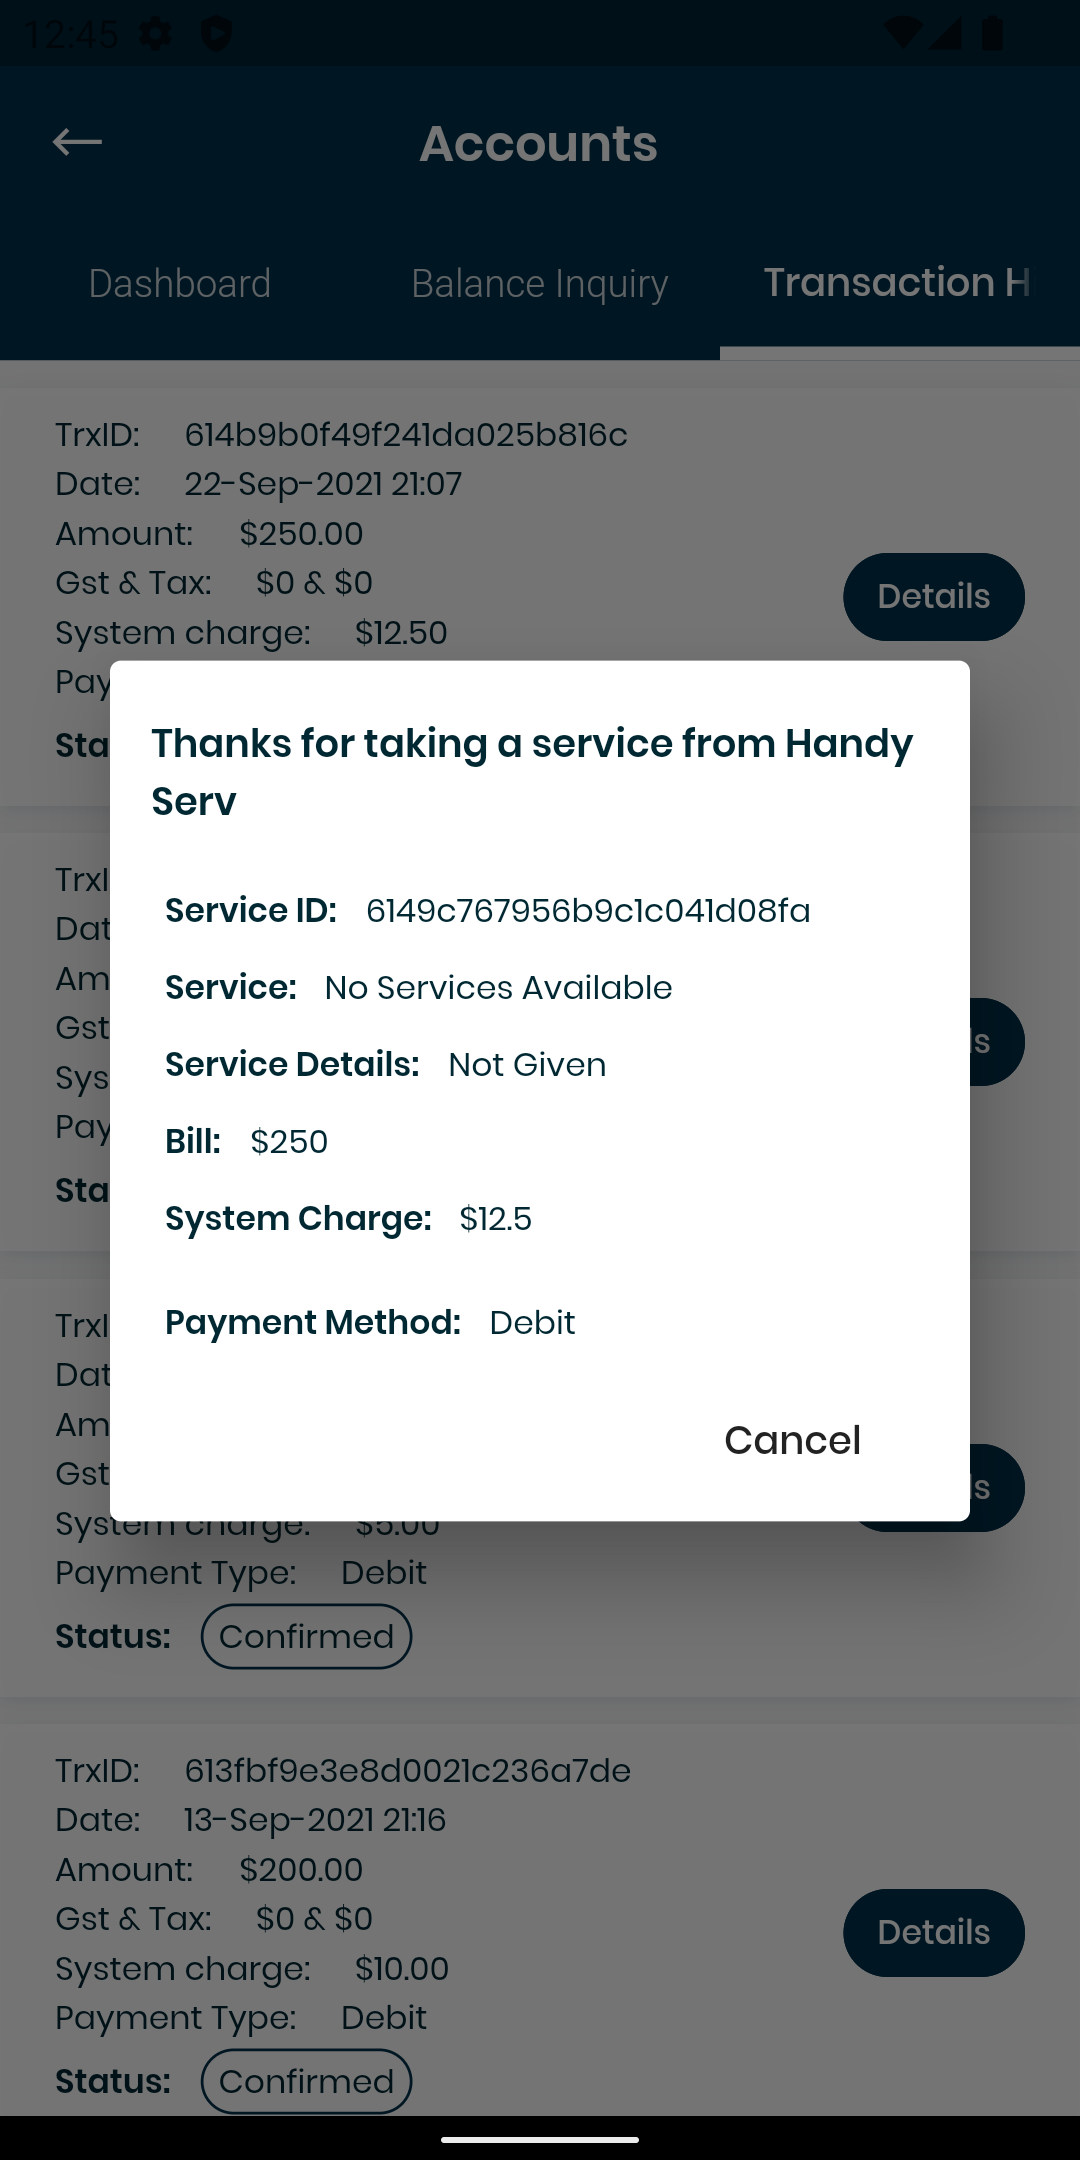 12:45
Accounts
Dashboard Balance Inquiry Transaction H
TrxID: 614b9b0f49f241da025b816c
Date: 22-Sep-2021 21:07
Amount: $250.00
Gst & Tax: $0 & $0
Details
System charge: $12.50
Pay
Sta
Thanks for taking a service from Handy
Serv
Service ID: 6149c767956b9c1c041d08fa
Service: No Services Available
Service Details: Not Given
Bill: $250
System Charge: $12.5
Payment Method: Debit
Cancel
TrxI
Dat
Am
Gst
ls
Sys
Pay
Sta
TrxI
Dat
Am
Gst
ls
System charge: $5.00
Payment Type: Debit
Status: Confirmed
TrxID: 613fbf9e3e8d0021c236a7de
Date: 13-Sep-2021 21:16
Amount: $200.00
Gst & Tax: $0 & $0
Details
System charge: $10.00
Payment Type: Debit
Status: Confirmed